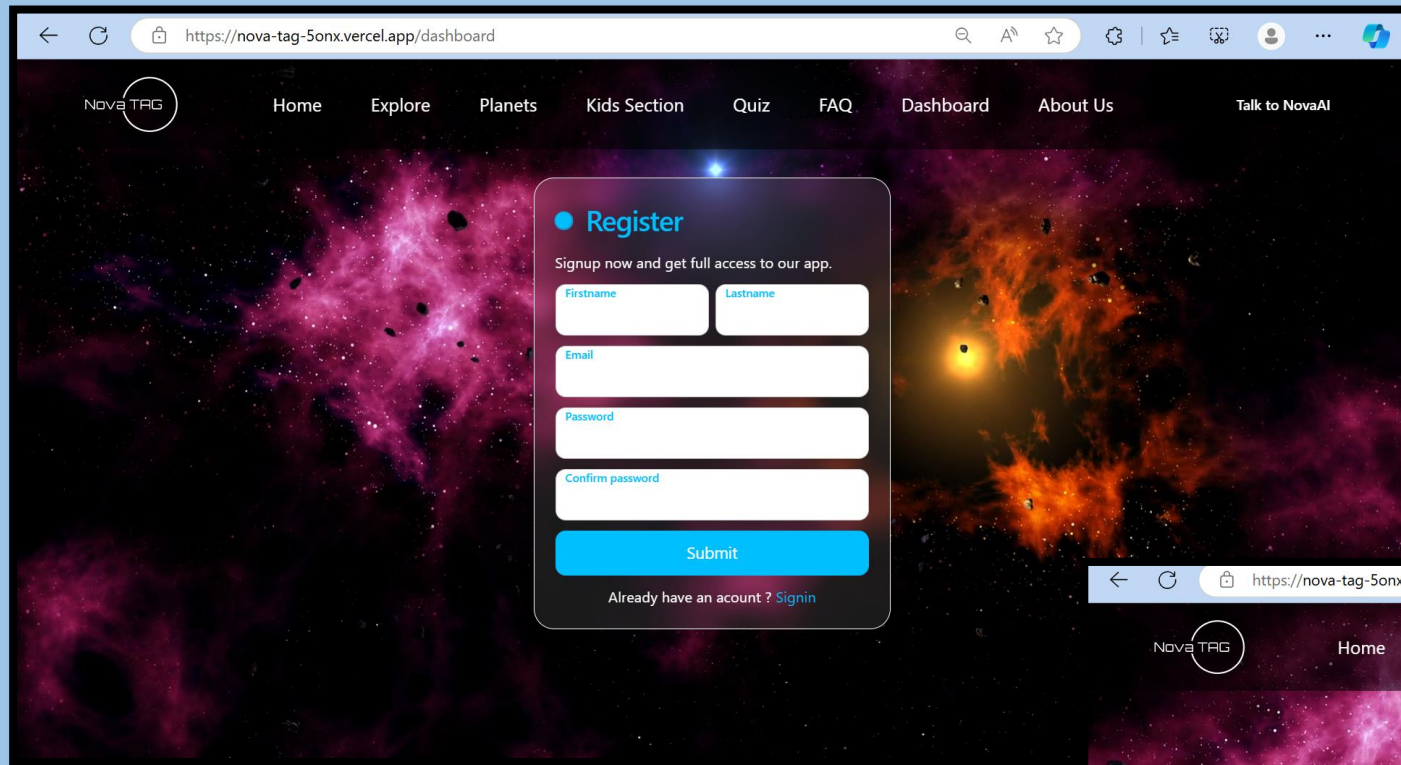 https://nova-tag-5onx.vercel.app/dashboard
Nova TAG Home Explore Planets Kids Section Quiz FAQ Dashboard About Us Talk to NovaAI
Register
Signup now and get full access to our app.
Firstname Lastname
Email
Password
Confirm password
Submit
Already have an acount ? Signin
https://nova-tag-5onx
Nova TAG Home